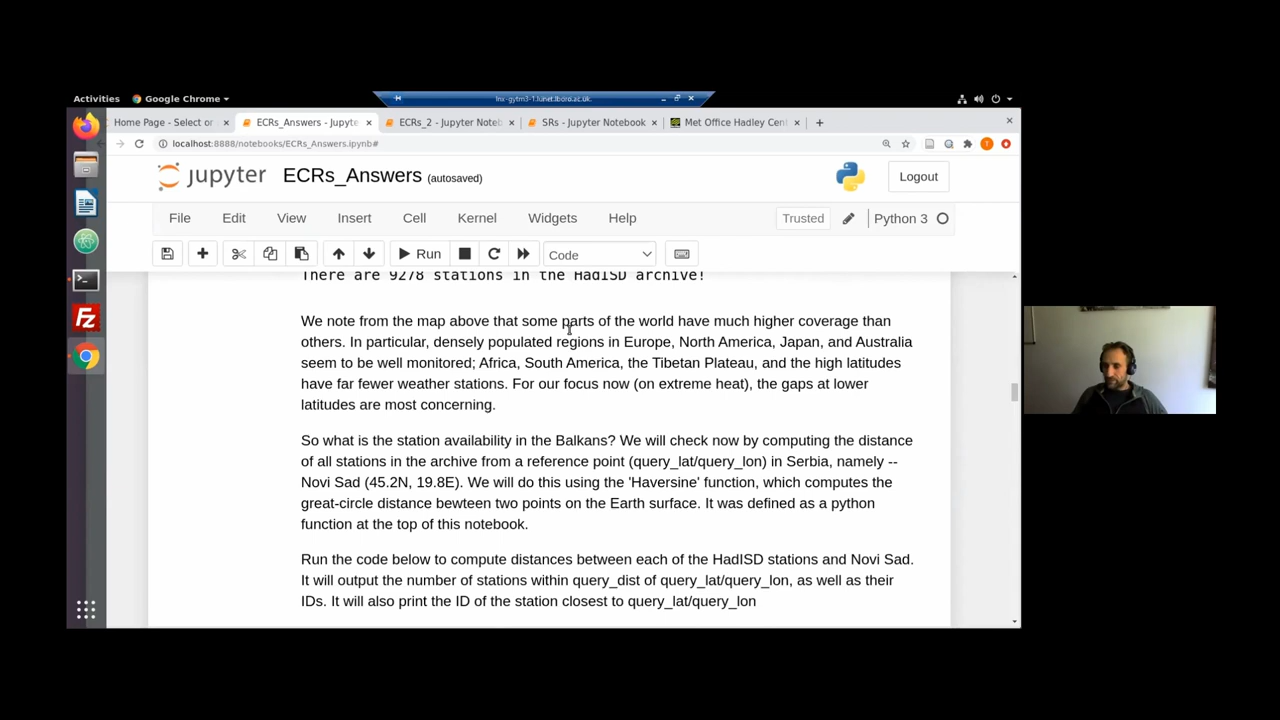 Activities Google Chrome lnx-gytm3-1.lunet.lboro.ac.uk
Home Page - Select or ECRs_Answers - Jupyte ECRs_2 - Jupyter Noteb SRs - Jupyter Notebook Met Office Hadley Cent
localhost:8888/notebooks/ECRs_Answers.ipynb#
jupyter ECRs_Answers (autosaved) Logout
File Edit View Insert Cell Kernel Widgets Help Trusted Python 3
Run Code
There are 9278 stations in the HadISD archive!
We note from the map above that some parts of the world have much higher coverage than
others. In particular, densely populated regions in Europe, North America, Japan, and Australia
seem to be well monitored; Africa, South America, the Tibetan Plateau, and the high latitudes
have far fewer weather stations. For our focus now (on extreme heat), the gaps at lower
latitudes are most concerning.
So what is the station availability in the Balkans? We will check now by computing the distance
of all stations in the archive from a reference point (query_lat/query_lon) in Serbia, namely --
Novi Sad (45.2N, 19.8E). We will do this using the 'Haversine' function, which computes the
great-circle distance bewteen two points on the Earth surface. It was defined as a python
function at the top of this notebook.
Run the code below to compute distances between each of the HadISD stations and Novi Sad.
It will output the number of stations within query_dist of query_lat/query_lon, as well as their
IDs. It will also print the ID of the station closest to query_lat/query_lon